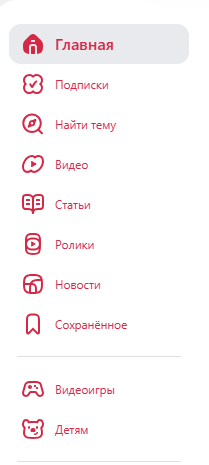 Главная
Подписки
Найти тему
Видео
Статьи
Ролики
Новости
Сохранённое
Видеоигры
Детям